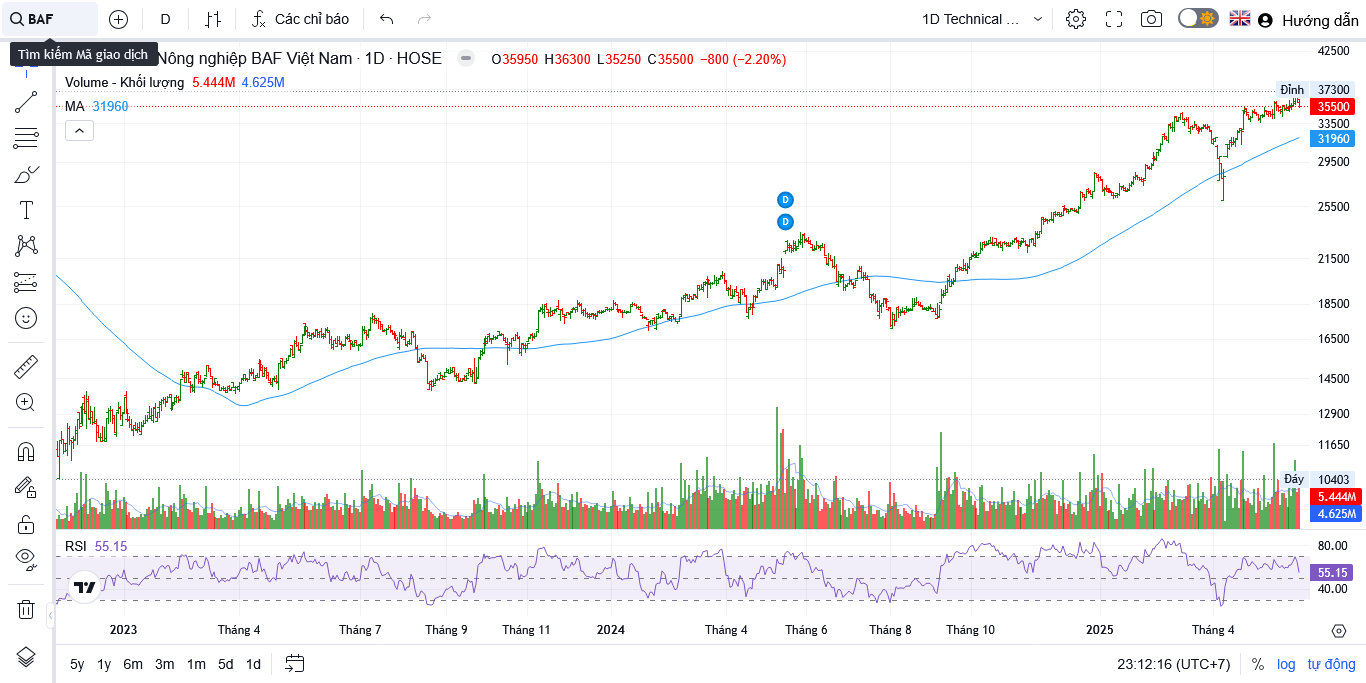 BAF
D
Các chỉ báo
1D Technical ...
Hướng dẫn
Tìm kiếm Mã giao dịch
Nông nghiệp BAF Việt Nam · 1D · HOSE
O35950 H36300 L35250 C35500 −800 (−2.20%)
Volume - Khối lượng 5.444M 4.625M
MA 31960
42500
Đỉnh 37300
35500
33500
31960
29500
25500
D
D
21500
18500
16500
14500
12900
11650
Đáy 10403
5.444M
4.625M
RSI 55.15
80.00
55.15
40.00
2023 Tháng 4 Tháng 7 Tháng 9 Tháng 11 2024 Tháng 4 Tháng 6 Tháng 8 Tháng 10 2025 Tháng 4
5y 1y 6m 3m 1m 5d 1d
23:12:16 (UTC+7) % log tự động